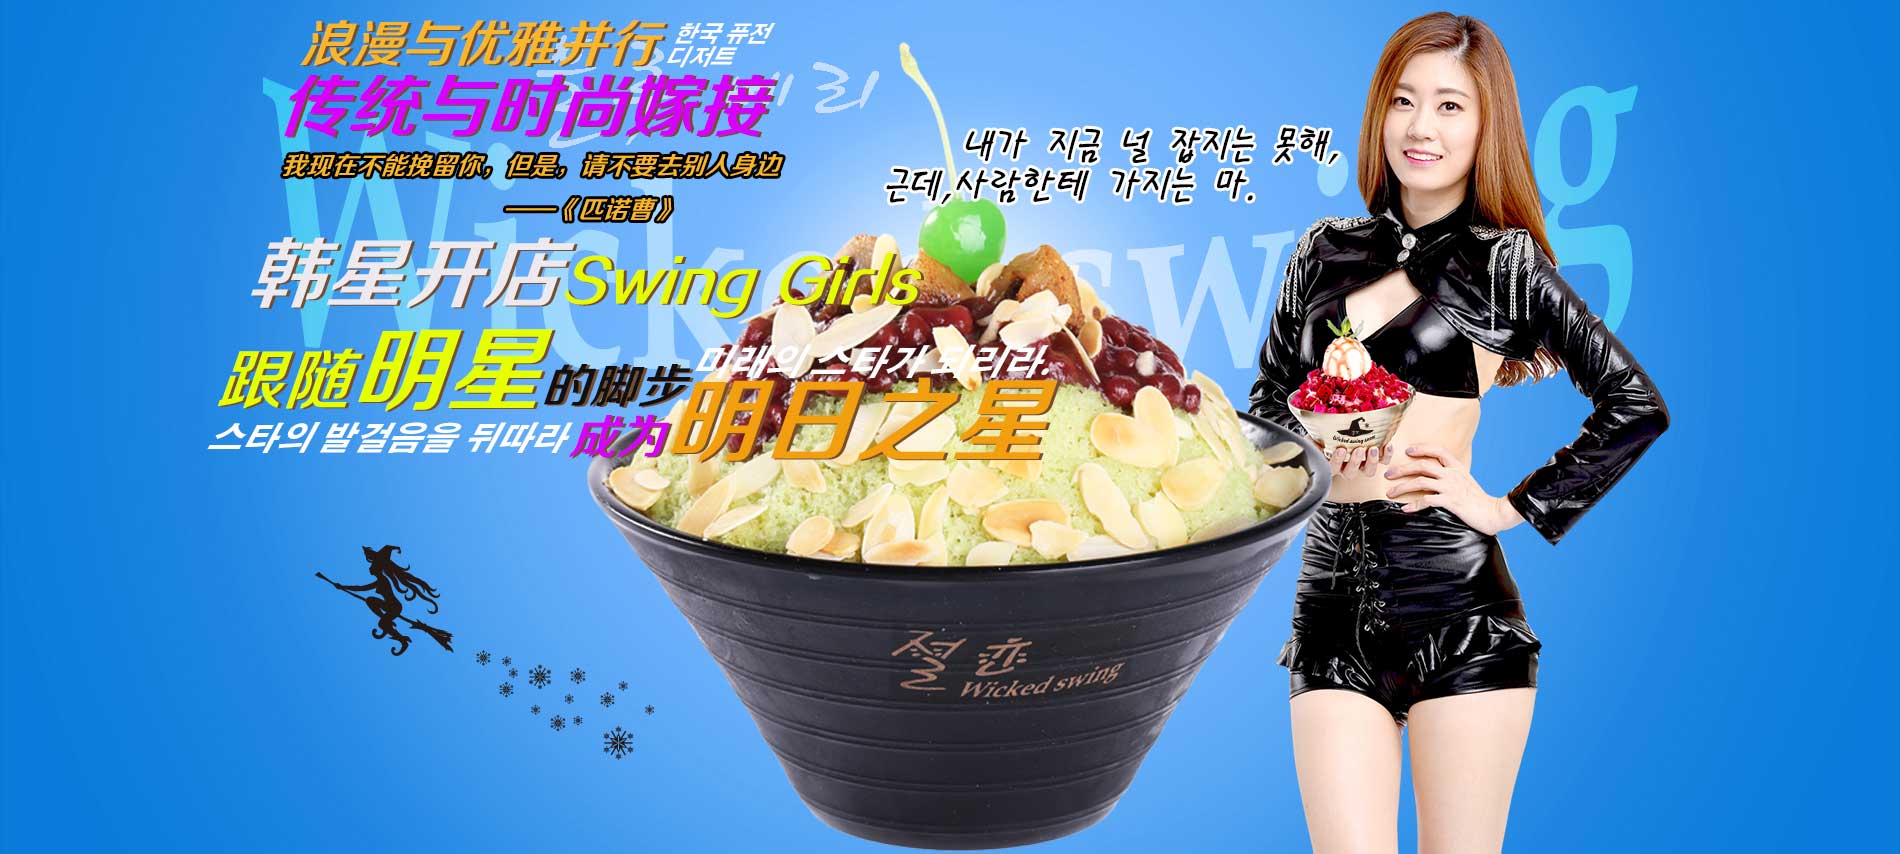 浪漫与优雅并行 한국 퓨전
디저트
传统与时尚嫁接
我现在不能挽留你，但是，请不要去别人身边
——《匹诺曹》
내가 지금 널 잡지는 못해,
근데,사람한테 가지는 마.
韩星开店Swing Girls
Wicked swing
미래의 스타가 되리라.
跟随明星的脚步
스타의 발걸음을 뒤따라 成为明日之星
설恋
Wicked swing